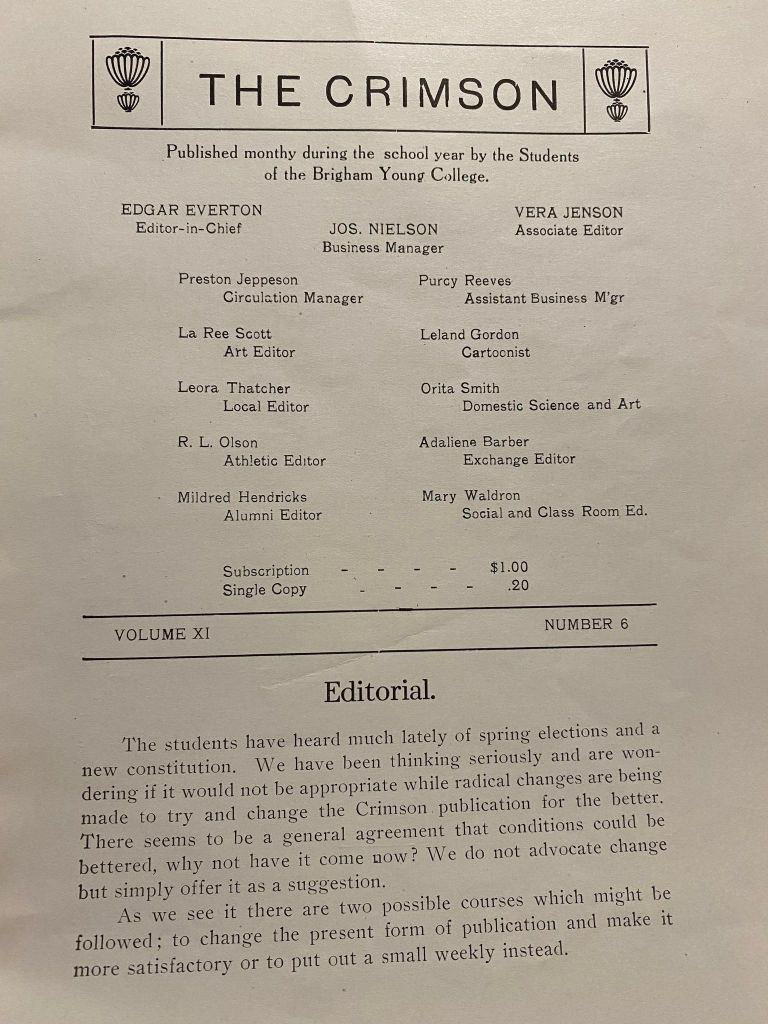 THE CRIMSON
Published monthy during the school year by the Students
of the Brigham Young College.
EDGAR EVERTON
Editor-in-Chief
JOS. NIELSON
Business Manager
VERA JENSON
Associate Editor
Preston Jeppeson
Circulation Manager
Purcy Reeves
Assistant Business M'gr
La Ree Scott
Art Editor
Leland Gordon
Cartoonist
Leora Thatcher
Local Editor
Orita Smith
Domestic Science and Art
R. L. Olson
Athletic Editor
Adaliene Barber
Exchange Editor
Mildred Hendricks
Alumni Editor
Mary Waldron
Social and Class Room Ed.
Subscription - - - - $1.00
Single Copy - - - - .20
VOLUME XI NUMBER 6
Editorial.
The students have heard much lately of spring elections and a
new constitution. We have been thinking seriously and are won-
dering if it would not be appropriate while radical changes are being
made to try and change the Crimson publication for the better.
There seems to be a general agreement that conditions could be
bettered, why not have it come now? We do not advocate change
but simply offer it as a suggestion.
As we see it there are two possible courses which might be
followed; to change the present form of publication and make it
more satisfactory or to put out a small weekly instead.